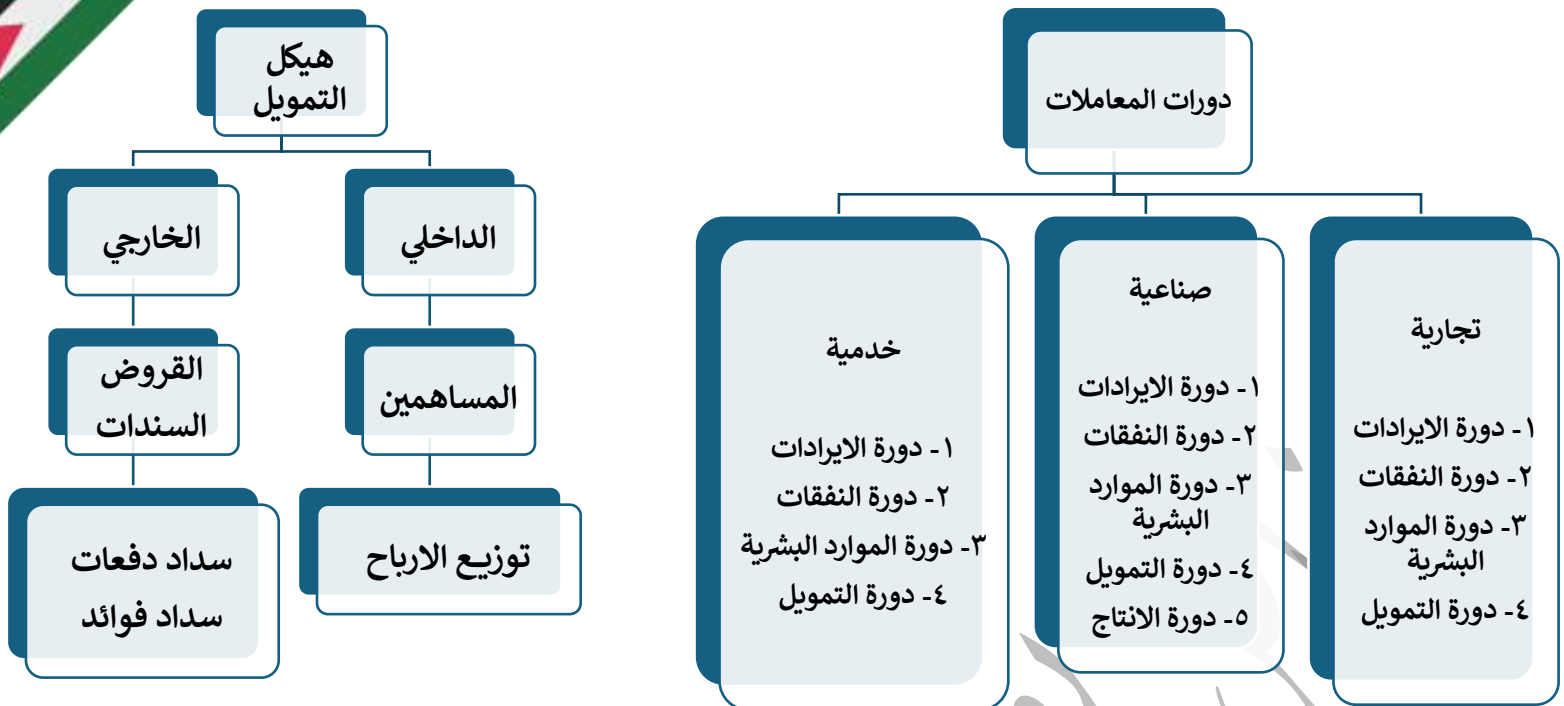 دورات المعاملات
تجارية
١- دورة الايرادات
٢- دورة النفقات
٣- دورة الموارد
البشرية
٤- دورة التمويل
صناعية
١- دورة الايرادات
٢- دورة النفقات
٣- دورة الموارد
البشرية
٤- دورة التمويل
٥- دورة الانتاج
خدمية
١- دورة الايرادات
٢- دورة النفقات
٣- دورة الموارد البشرية
٤- دورة التمويل
هيكل
التمويل
الداخلي
المساهمين
توزيع الارباح
الخارجي
القروض
السندات
سداد دفعات
سداد فوائد